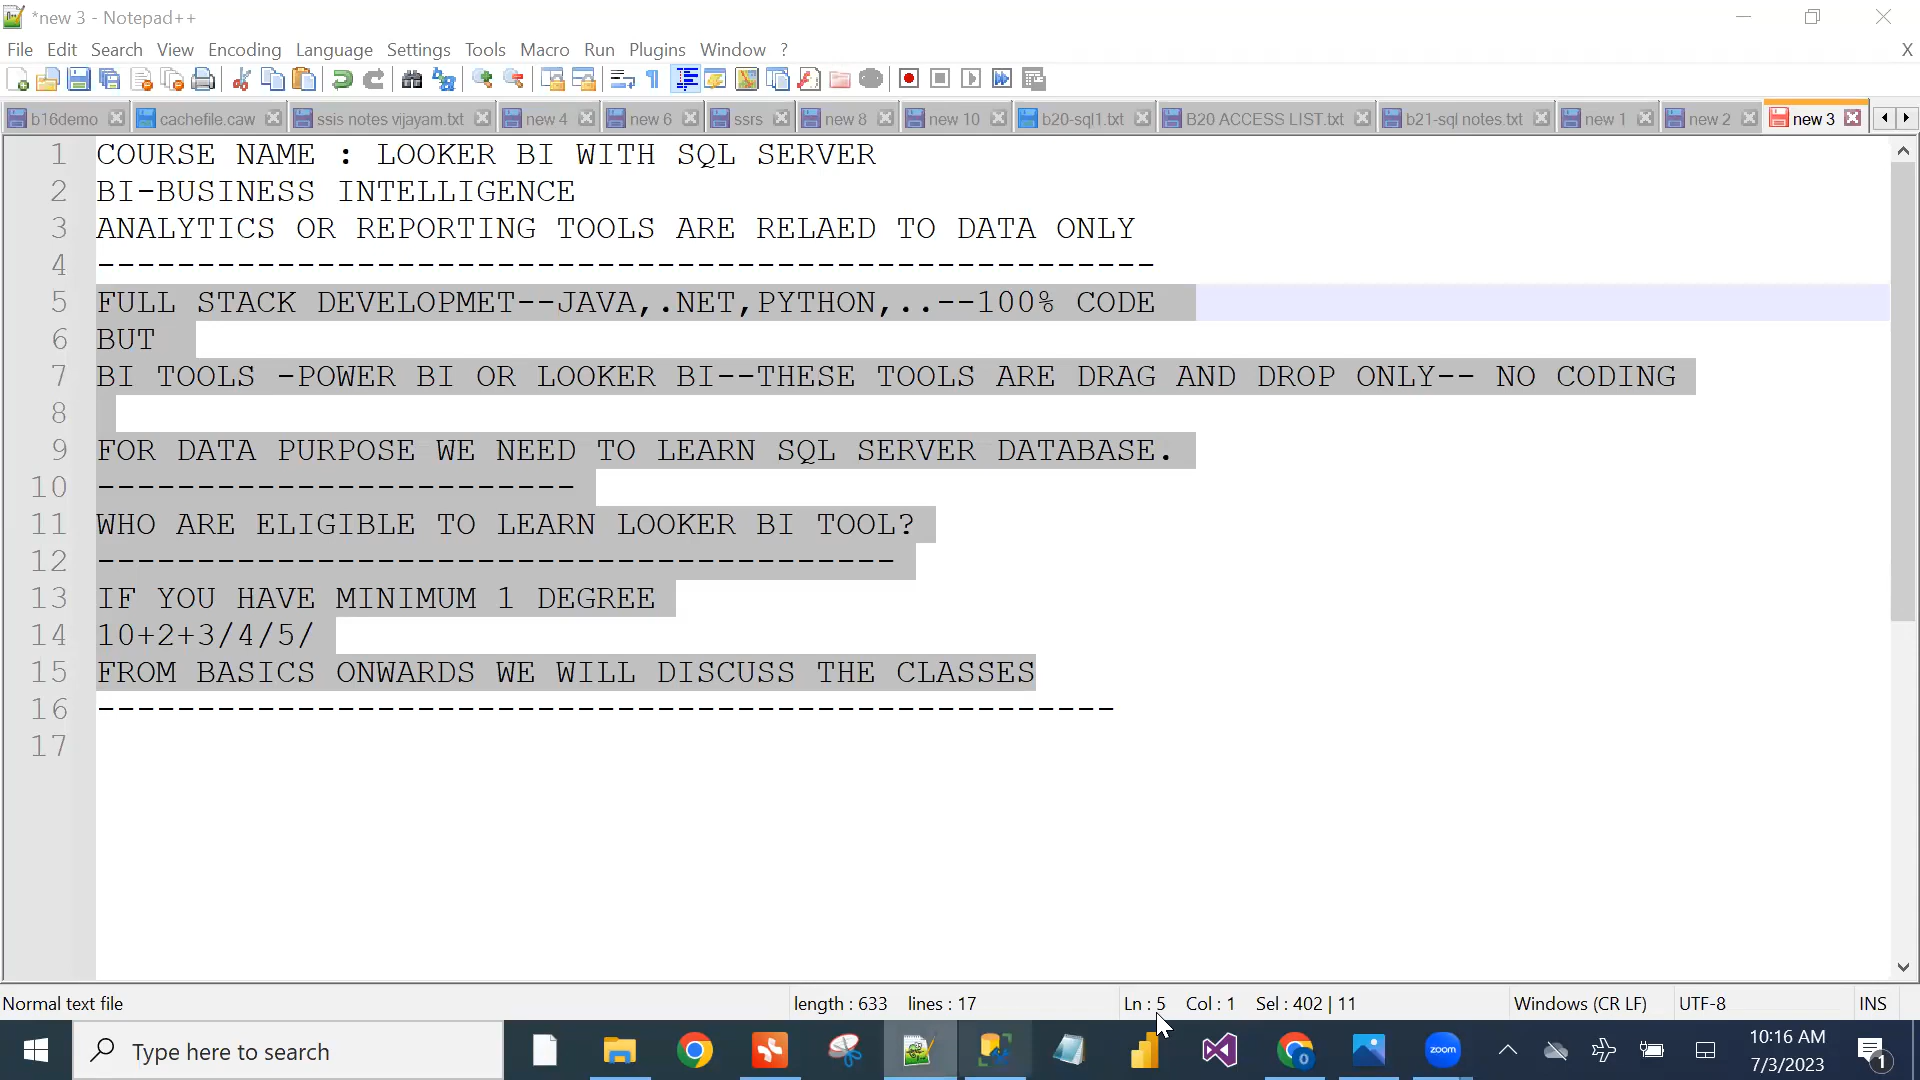 *new 3 - Notepad++
File Edit Search View Encoding Language Settings Tools Macro Run Plugins Window ?
X
b16demo cachefile.caw ssis notes vijayam.txt new 4 new 6 ssrs new 8 new 10 b20-sql1.txt B20 ACCESS LIST.txt b21-sql notes.txt new 1 new 2 new 3
1 COURSE NAME : LOOKER BI WITH SQL SERVER
2 BI-BUSINESS INTELLIGENCE
3 ANALYTICS OR REPORTING TOOLS ARE RELAED TO DATA ONLY
4 -----------------------------------------------------
5 FULL STACK DEVELOPMET--JAVA,.NET,PYTHON,..--100% CODE
6 BUT
7 BI TOOLS -POWER BI OR LOOKER BI--THESE TOOLS ARE DRAG AND DROP ONLY-- NO CODING
8
9 FOR DATA PURPOSE WE NEED TO LEARN SQL SERVER DATABASE.
10 ------------------------
11 WHO ARE ELIGIBLE TO LEARN LOOKER BI TOOL?
12 ----------------------------------------
13 IF YOU HAVE MINIMUM 1 DEGREE
14 10+2+3/4/5/
15 FROM BASICS ONWARDS WE WILL DISCUSS THE CLASSES
16 ---------------------------------------------------
17
Normal text file length : 633 lines : 17 Ln : 5 Col : 1 Sel : 402 | 11 Windows (CR LF) UTF-8 INS
Type here to search
zoom
10:16 AM
7/3/2023
1